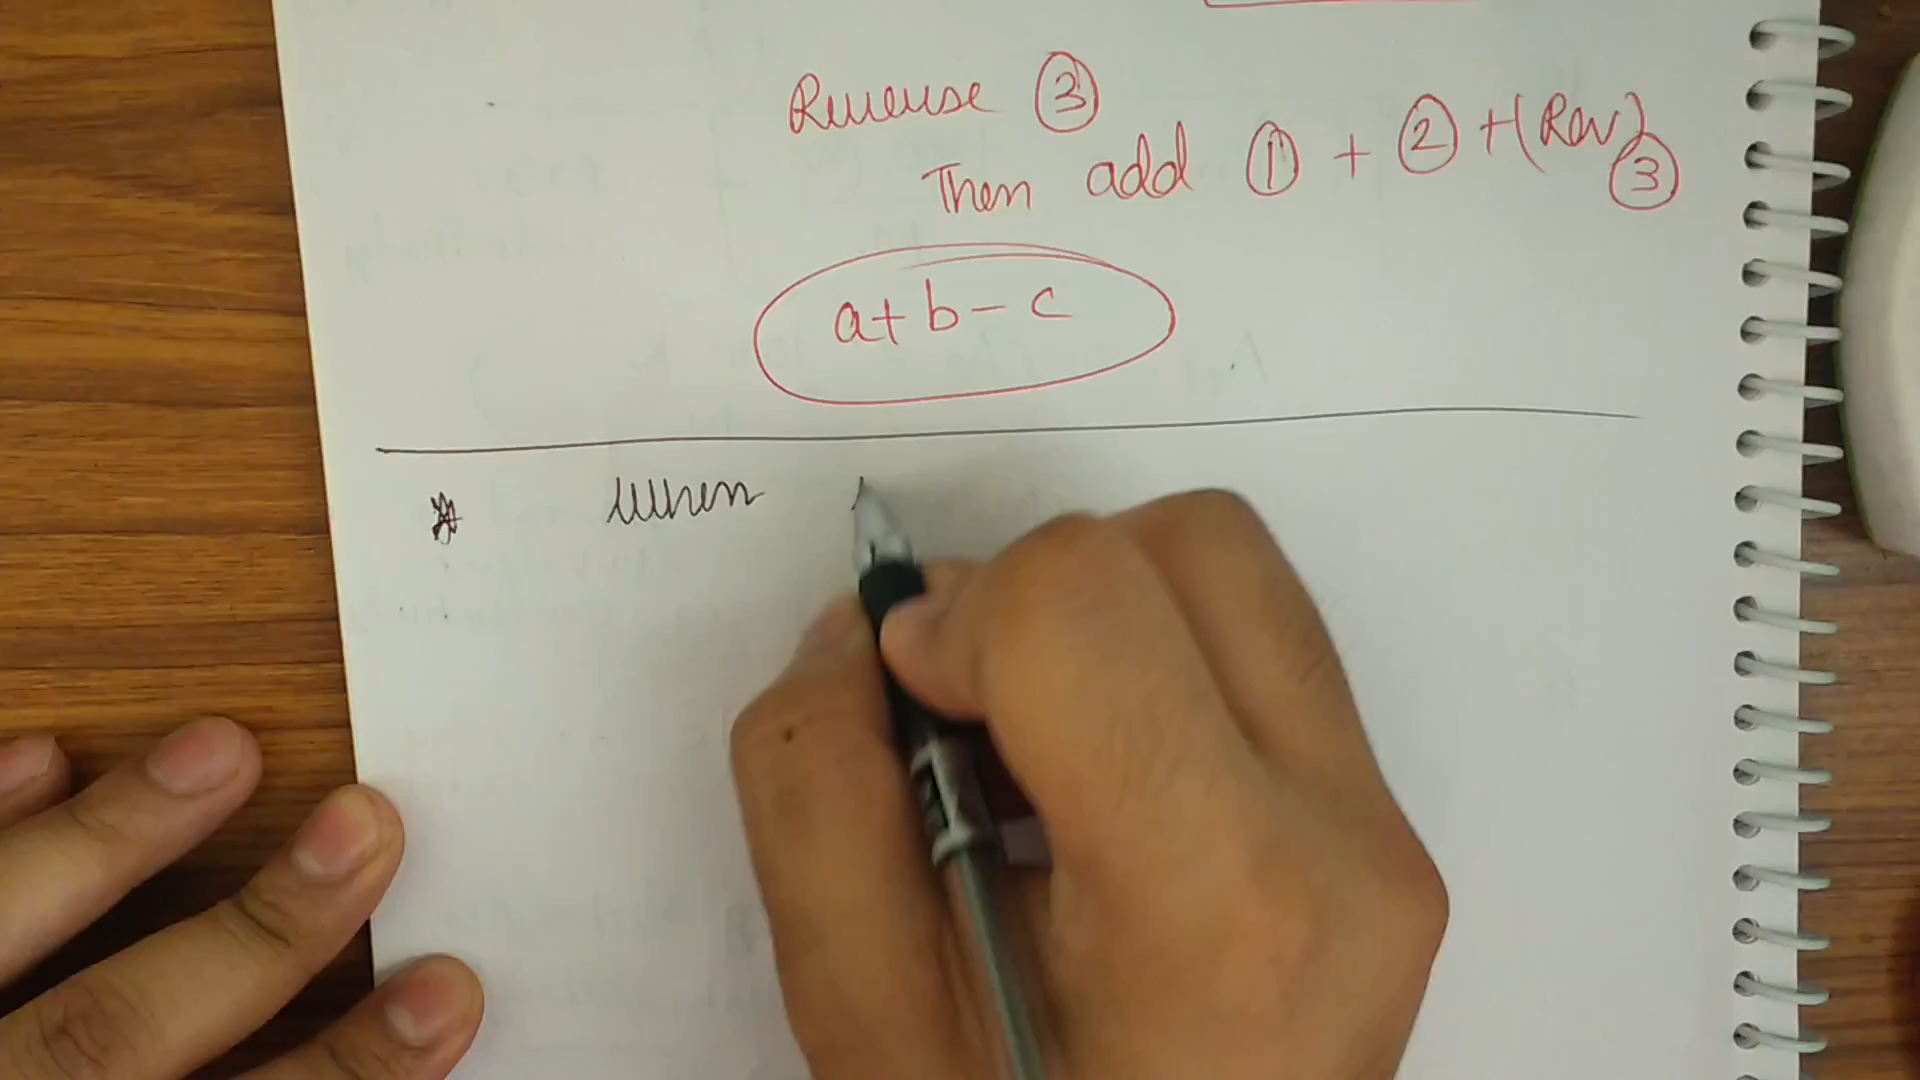 Reverse ③
Then add ① + ② + (Rev) ③
a + b - c
* When